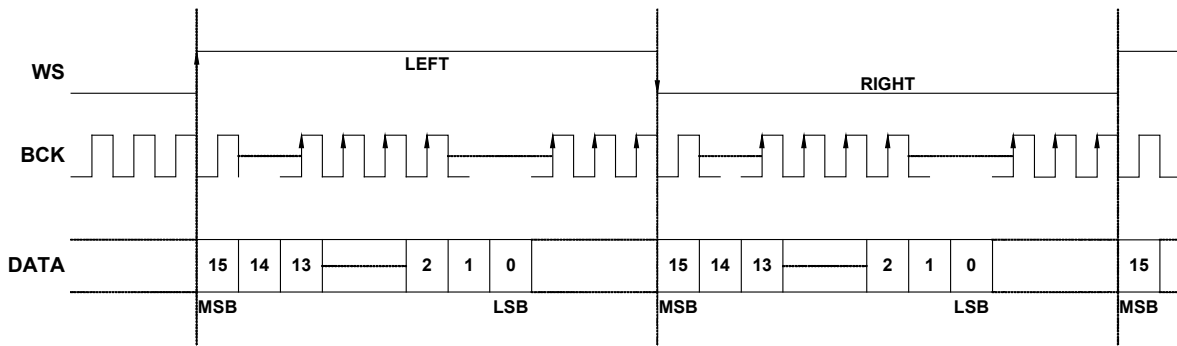 LEFT
WS
RIGHT
BCK
DATA 15 14 13 2 1 0 15 14 13 2 1 0 15
MSB LSB MSB LSB MSB